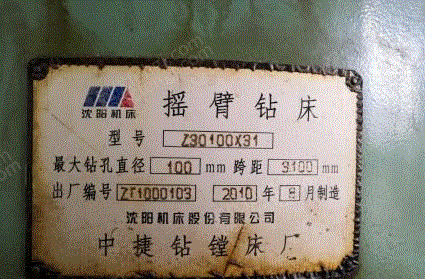 沈阳机床
摇臂钻床
型号 Z30100X31
最大钻孔直径 100 mm 跨距 3100 mm
出厂编号 ZT1000103 2010 年 8 月制造
沈阳机床股份有限公司
中捷钻镗床厂